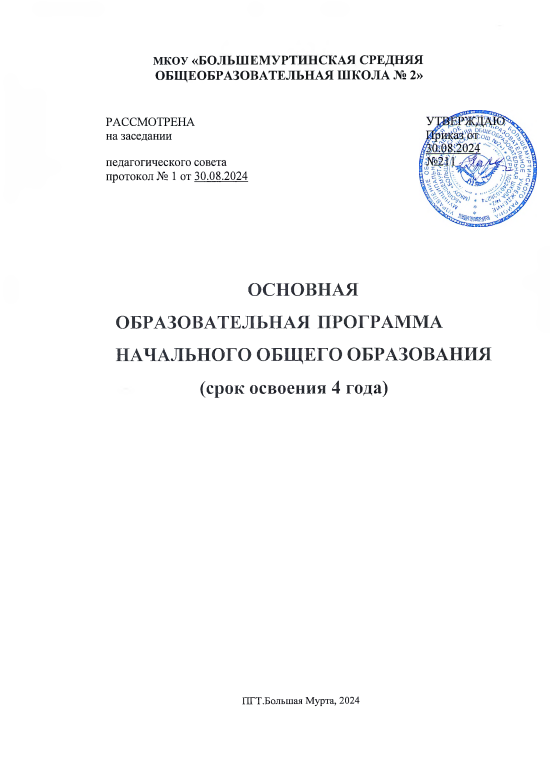 МКОУ «БОЛЬШЕМУРТИНСКАЯ СРЕДНЯЯ
ОБЩЕОБРАЗОВАТЕЛЬНАЯ ШКОЛА № 2»
РАССМОТРЕНА
на заседании
педагогического совета
протокол № 1 от 30.08.2024
УТВЕРЖДАЮ
Приказ от
30.08.2024
№211
ОСНОВНАЯ
ОБРАЗОВАТЕЛЬНАЯ ПРОГРАММА
НАЧАЛЬНОГО ОБЩЕГО ОБРАЗОВАНИЯ
(срок освоения 4 года)
ПГТ.Большая Мурта, 2024